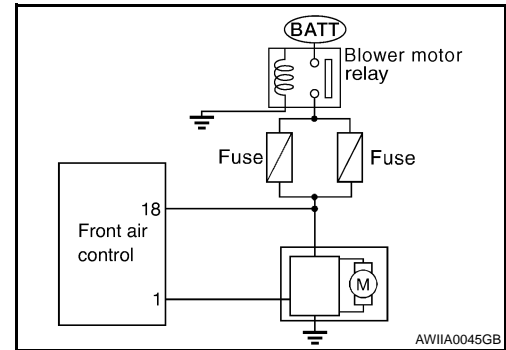 BATT
Blower motor
relay
Fuse
Fuse
18
Front air
control
1
M
AWIIA0045GB